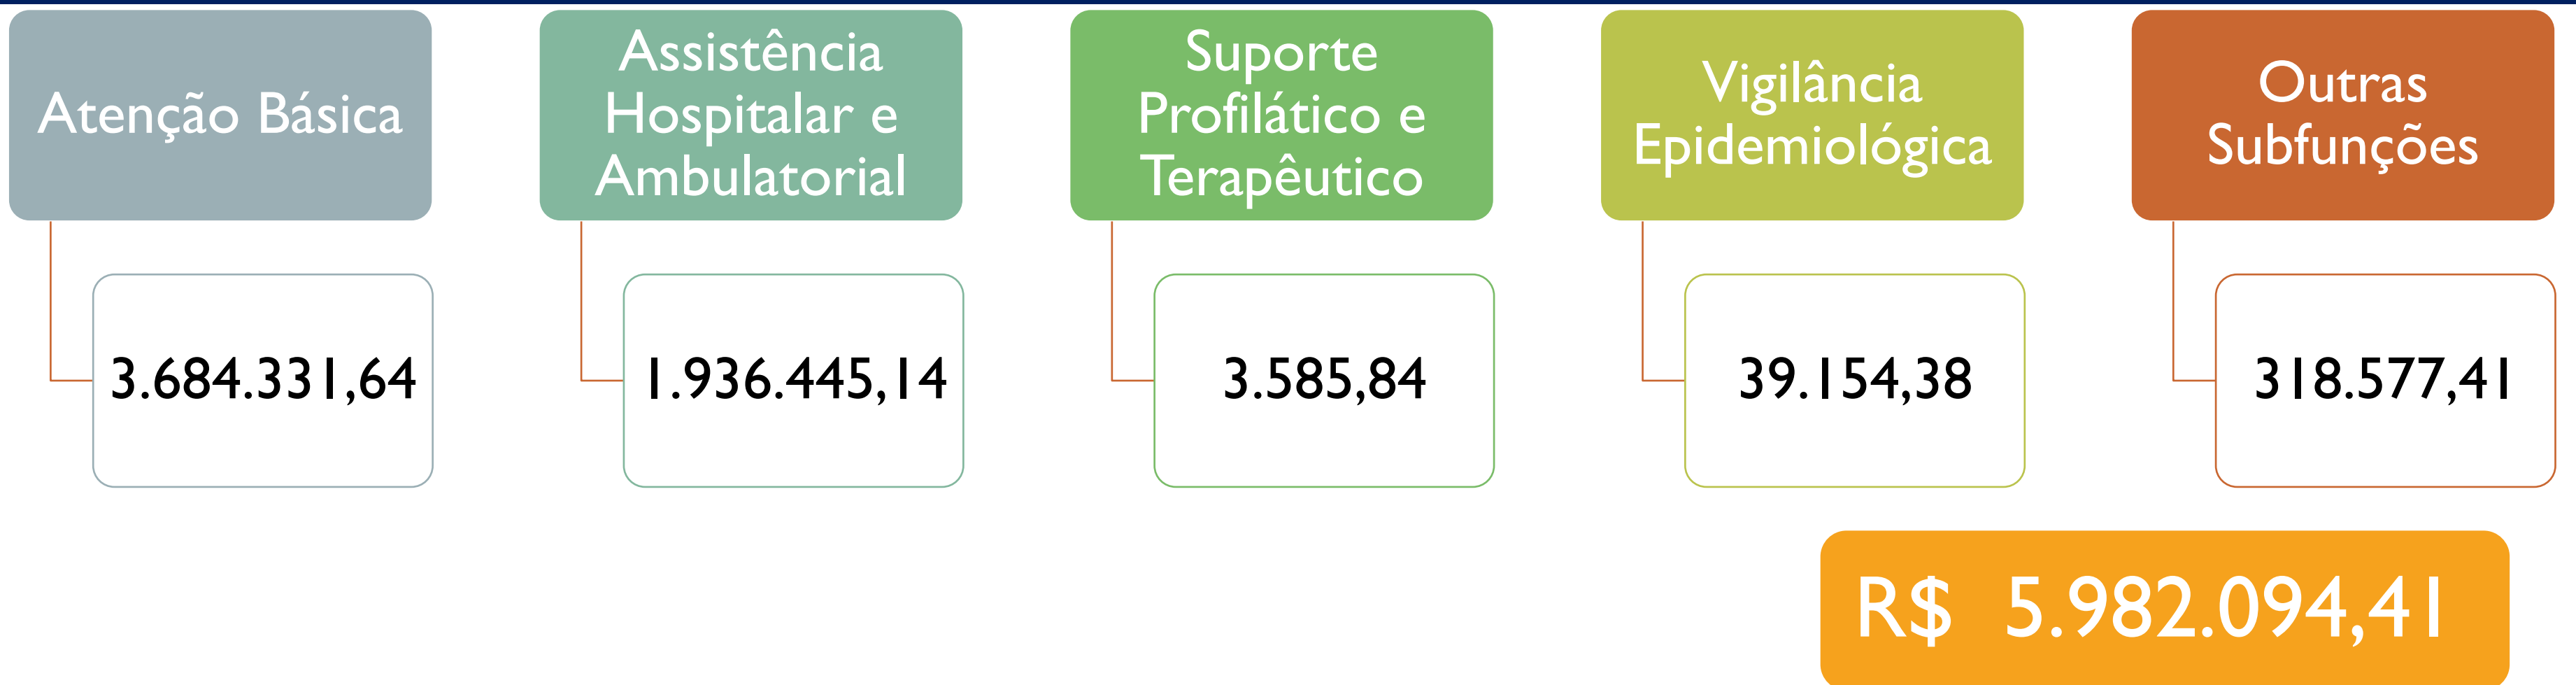 Atenção Básica
3.684.331,64
Assistência
Hospitalar e
Ambulatorial
1.936.445,14
Suporte
Profilático e
Terapêutico
3.585,84
Vigilância
Epidemiológica
39.154,38
Outras
Subfunções
318.577,41
R$ 5.982.094,41